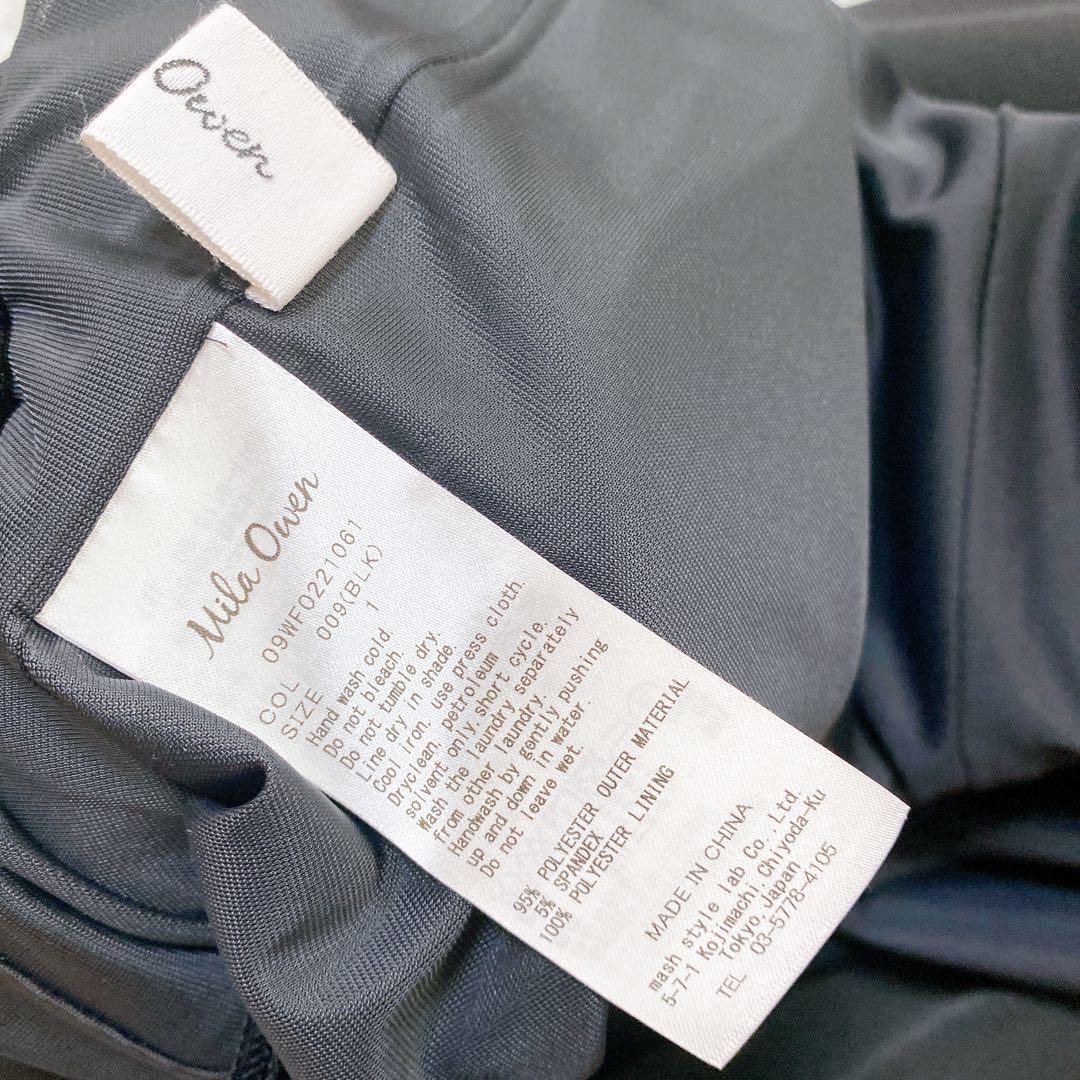 Owen
Mila Owen
09WF0221061
COL 009(BLK)
SIZE 1
Hand wash cold.
Do not bleach.
Do not tumble dry.
Line dry in shade.
Cool iron, use press cloth.
Dryclean, petroleum
solvent only,short cycle.
Wash the laundry separately
from other laundry.
Handwash by gently pushing
up and down in water.
Do not leave wet.
95% POLYESTER OUTER MATERIAL
5% SPANDEX
100% POLYESTER LINING
MADE IN CHINA
mash style lab Co., Ltd.
5-7-1 Kojimachi,Chiyoda-Ku
Tokyo,Japan
TEL 03-5778-4105